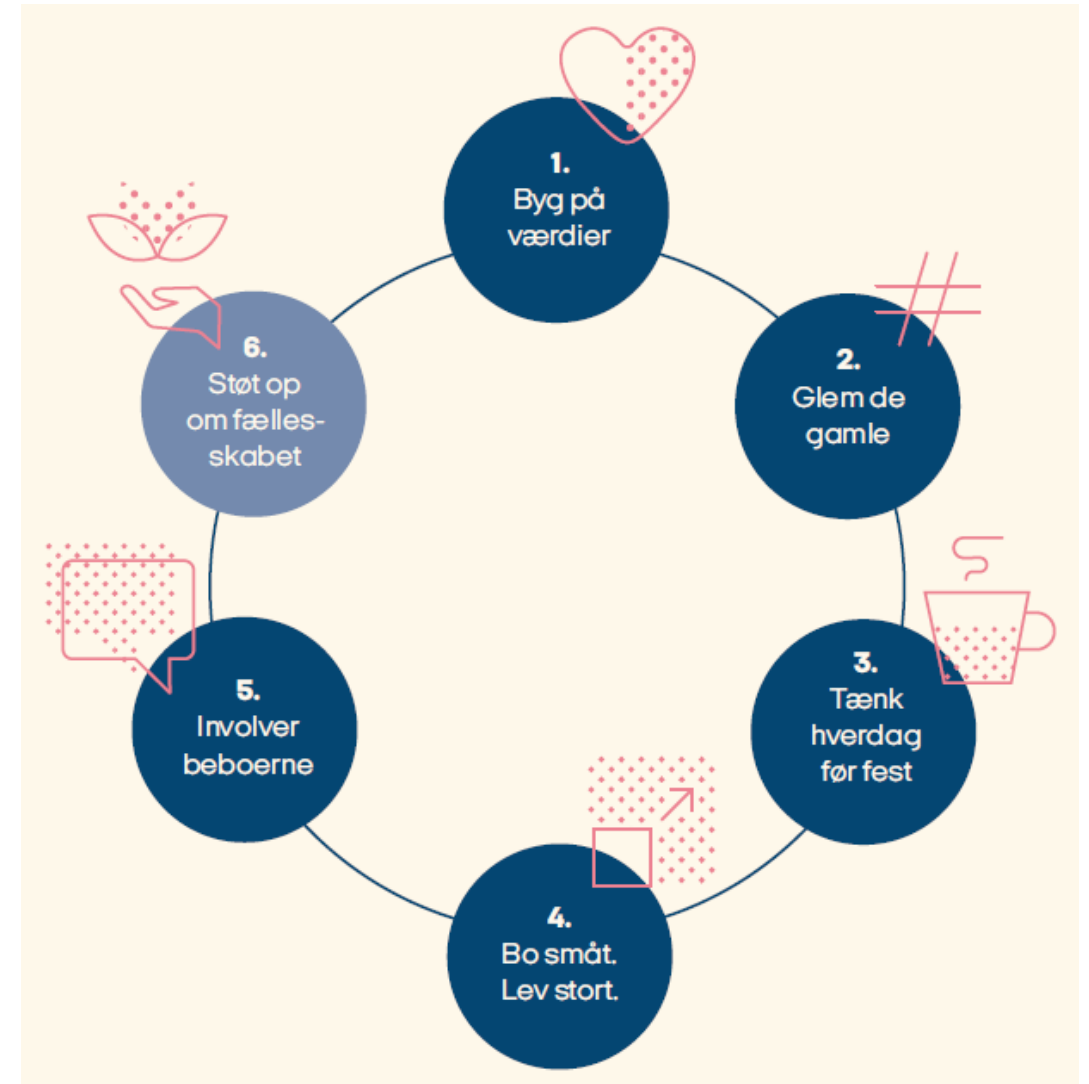 1.
Byg på
værdier
2.
Glem de
gamle
3.
Tænk
hverdag
før fest
4.
Bo småt.
Lev stort.
5.
Involver
beboerne
6.
Støt op
om fælles-
skabet